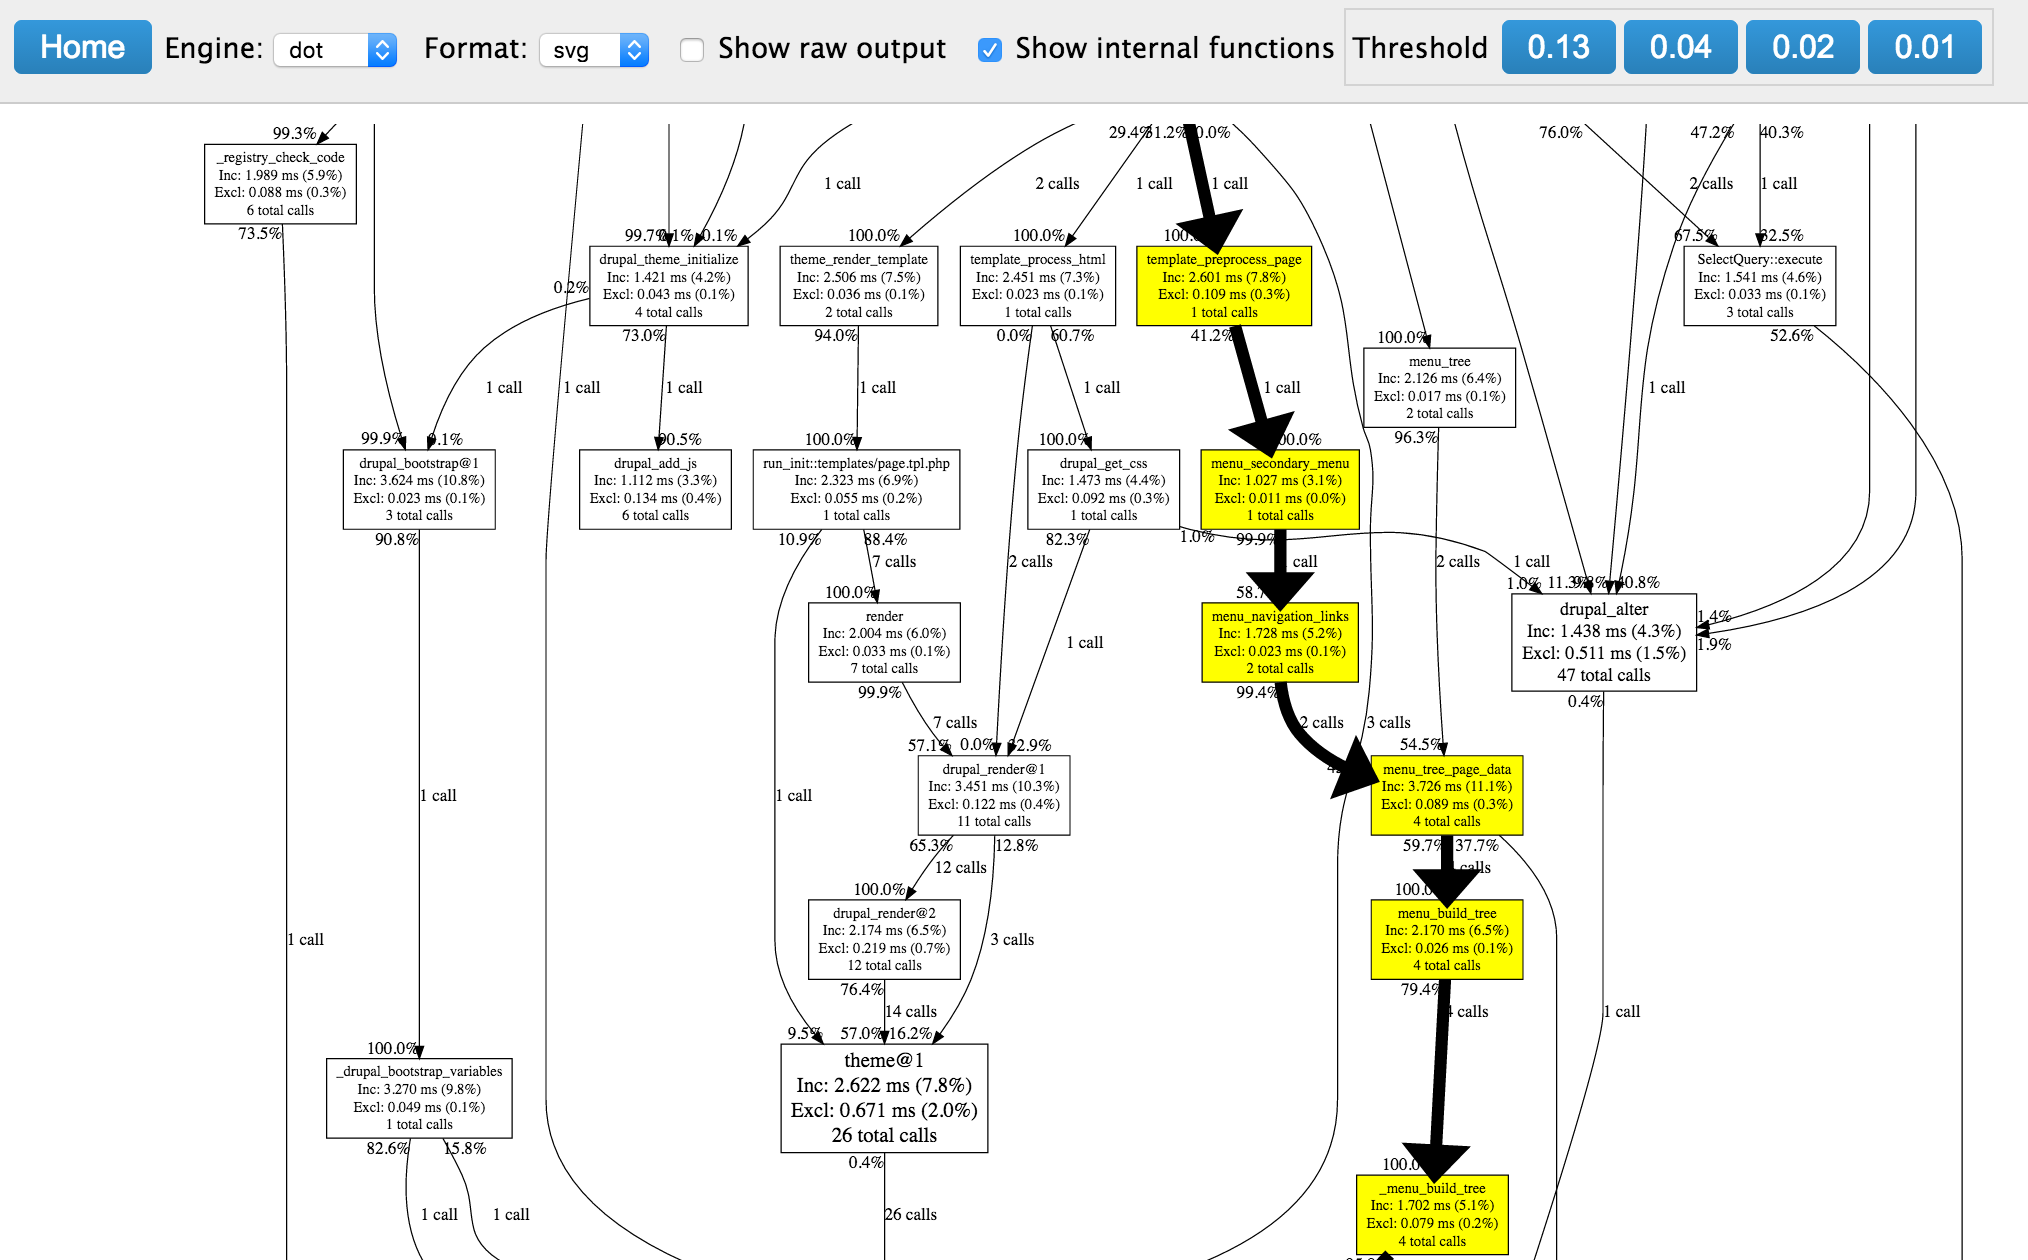 Home Engine: dot Format: svg Show raw output Show internal functions Threshold 0.13 0.04 0.02 0.01
99.3%
29.4% 31.2% 0.0%
76.0%
47.2% 40.3%
_registry_check_code
Inc: 1.989 ms (5.9%)
Excl: 0.088 ms (0.3%)
6 total calls
73.5%
1 call
2 calls
1 call
1 call
2 calls
1 call
99.7% 0.1%
100.0%
100.0%
67.5%
32.5%
drupal_theme_initialize
Inc: 1.421 ms (4.2%)
Excl: 0.043 ms (0.1%)
4 total calls
0.2%
73.0%
theme_render_template
Inc: 2.506 ms (7.5%)
Excl: 0.036 ms (0.1%)
2 total calls
94.0%
template_process_html
Inc: 2.451 ms (7.3%)
Excl: 0.023 ms (0.1%)
1 total calls
0.0% 60.7%
template_preprocess_page
Inc: 2.601 ms (7.8%)
Excl: 0.109 ms (0.3%)
1 total calls
41.2%
SelectQuery::execute
Inc: 1.541 ms (4.6%)
Excl: 0.033 ms (0.1%)
3 total calls
52.6%
100.0%
menu_tree
Inc: 2.126 ms (6.4%)
Excl: 0.017 ms (0.1%)
2 total calls
96.3%
1 call
1 call
1 call
1 call
1 call
1 call
1 call
99.9% 0.1%
90.5%
100.0%
100.0%
drupal_bootstrap@1
Inc: 3.624 ms (10.8%)
Excl: 0.023 ms (0.1%)
3 total calls
90.8%
drupal_add_js
Inc: 1.112 ms (3.3%)
Excl: 0.134 ms (0.4%)
6 total calls
run_init::templates/page.tpl.php
Inc: 2.323 ms (6.9%)
Excl: 0.055 ms (0.2%)
1 total calls
10.9% 88.4%
drupal_get_css
Inc: 1.473 ms (4.4%)
Excl: 0.092 ms (0.3%)
1 total calls
82.3%
1.0%
menu_secondary_menu
Inc: 1.027 ms (3.1%)
Excl: 0.011 ms (0.0%)
1 total calls
99.9%
7 calls
2 calls
call
2 calls
1 call
100.0%
1.0%
render
Inc: 2.004 ms (6.0%)
Excl: 0.033 ms (0.1%)
7 total calls
99.9%
menu_navigation_links
Inc: 1.728 ms (5.2%)
Excl: 0.023 ms (0.1%)
2 total calls
99.4%
drupal_alter
Inc: 1.438 ms (4.3%)
Excl: 0.511 ms (1.5%)
47 total calls
1.4%
1.9%
0.4%
1 call
7 calls
2 calls
3 calls
57.1% 0.0% 32.9%
54.5%
drupal_render@1
Inc: 3.451 ms (10.3%)
Excl: 0.122 ms (0.4%)
11 total calls
65.3% 12.8%
menu_tree_page_data
Inc: 3.726 ms (11.1%)
Excl: 0.089 ms (0.3%)
4 total calls
59.7% 37.7%
1 call
1 call
12 calls
calls
100.0%
drupal_render@2
Inc: 2.174 ms (6.5%)
Excl: 0.219 ms (0.7%)
12 total calls
76.4%
menu_build_tree
Inc: 2.170 ms (6.5%)
Excl: 0.026 ms (0.1%)
4 total calls
79.4%
1 call
3 calls
14 calls
4 calls
1 call
9.5% 57.0% 16.2%
theme@1
Inc: 2.622 ms (7.8%)
Excl: 0.671 ms (2.0%)
26 total calls
0.4%
100.0%
_drupal_bootstrap_variables
Inc: 3.270 ms (9.8%)
Excl: 0.049 ms (0.1%)
1 total calls
82.6% 15.8%
_menu_build_tree
Inc: 1.702 ms (5.1%)
Excl: 0.079 ms (0.2%)
4 total calls
1 call
1 call
26 calls